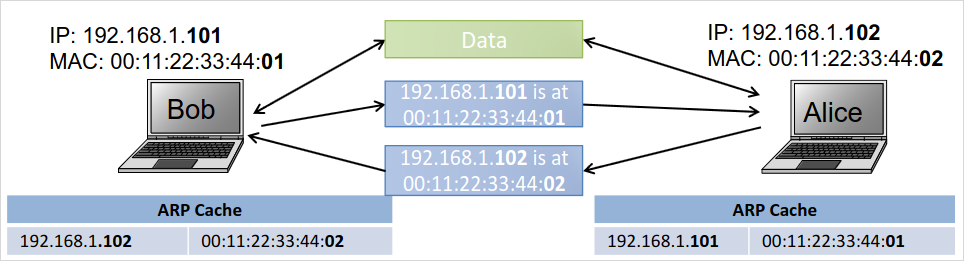 IP: 192.168.1.101
MAC: 00:11:22:33:44:01
Data
IP: 192.168.1.102
MAC: 00:11:22:33:44:02
Bob
192.168.1.101 is at
00:11:22:33:44:01
Alice
192.168.1.102 is at
00:11:22:33:44:02
ARP Cache
192.168.1.102 00:11:22:33:44:02
ARP Cache
192.168.1.101 00:11:22:33:44:01